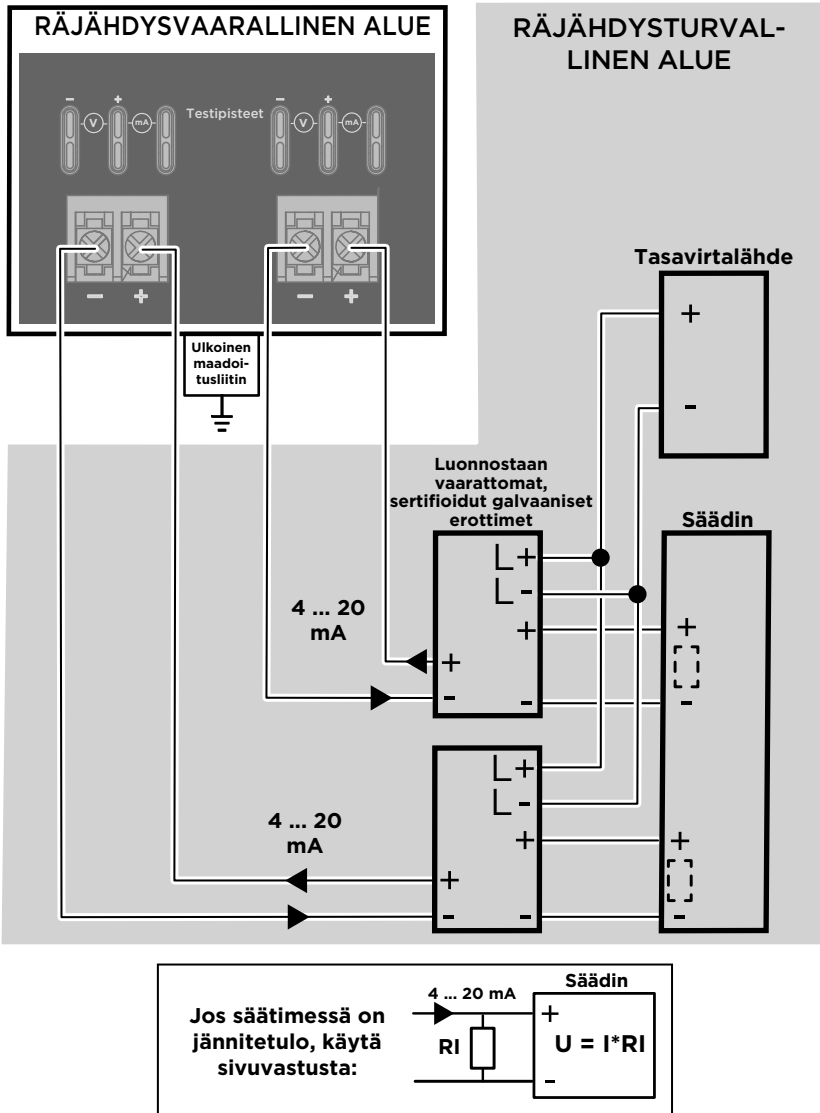 RÄJÄHDYSVAARALLINEN ALUE
RÄJÄHDYSTURVAL-
LINEN ALUE
- + Testipisteet - +
V mA V mA
- + - +
Ulkoinen
maadoi-
tusliitin
Tasavirtalähde
+
-
Luonnostaan
vaarattomat,
sertifioidut galvaaniset
erottimet
Säädin
L+
L-
4 ... 20
mA
+ +
+
- - -
L+
L-
4 ... 20
mA
+ +
+
- - -
Jos säätimessä on
jännitetulo, käytä
sivuvastusta:
4 ... 20 mA
RI
Säädin
+
U = I*RI
-